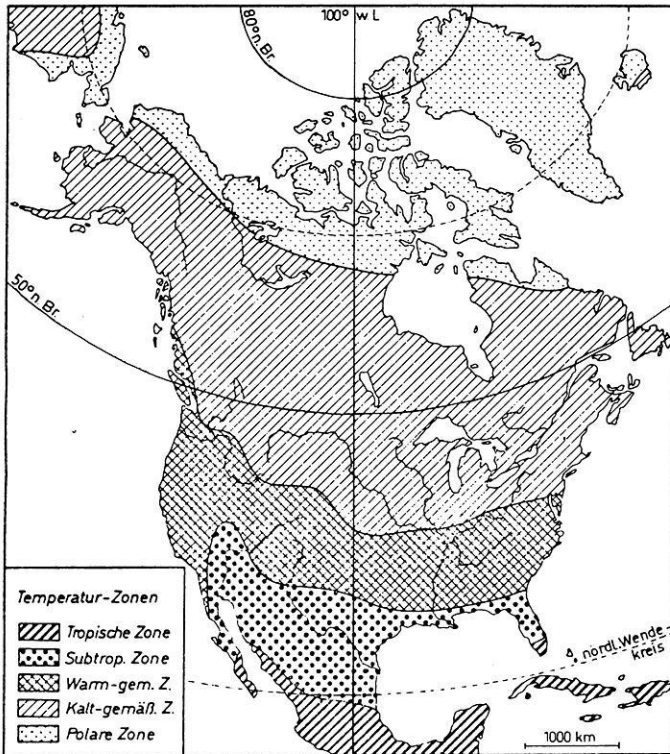 80° n. Br.
100° w L
50° n. Br.
Temperatur-Zonen
Tropische Zone
Subtrop. Zone
Warm-gem. Z.
Kalt-gemäß. Z.
Polare Zone
nördl. Wende
kreis
1000 km